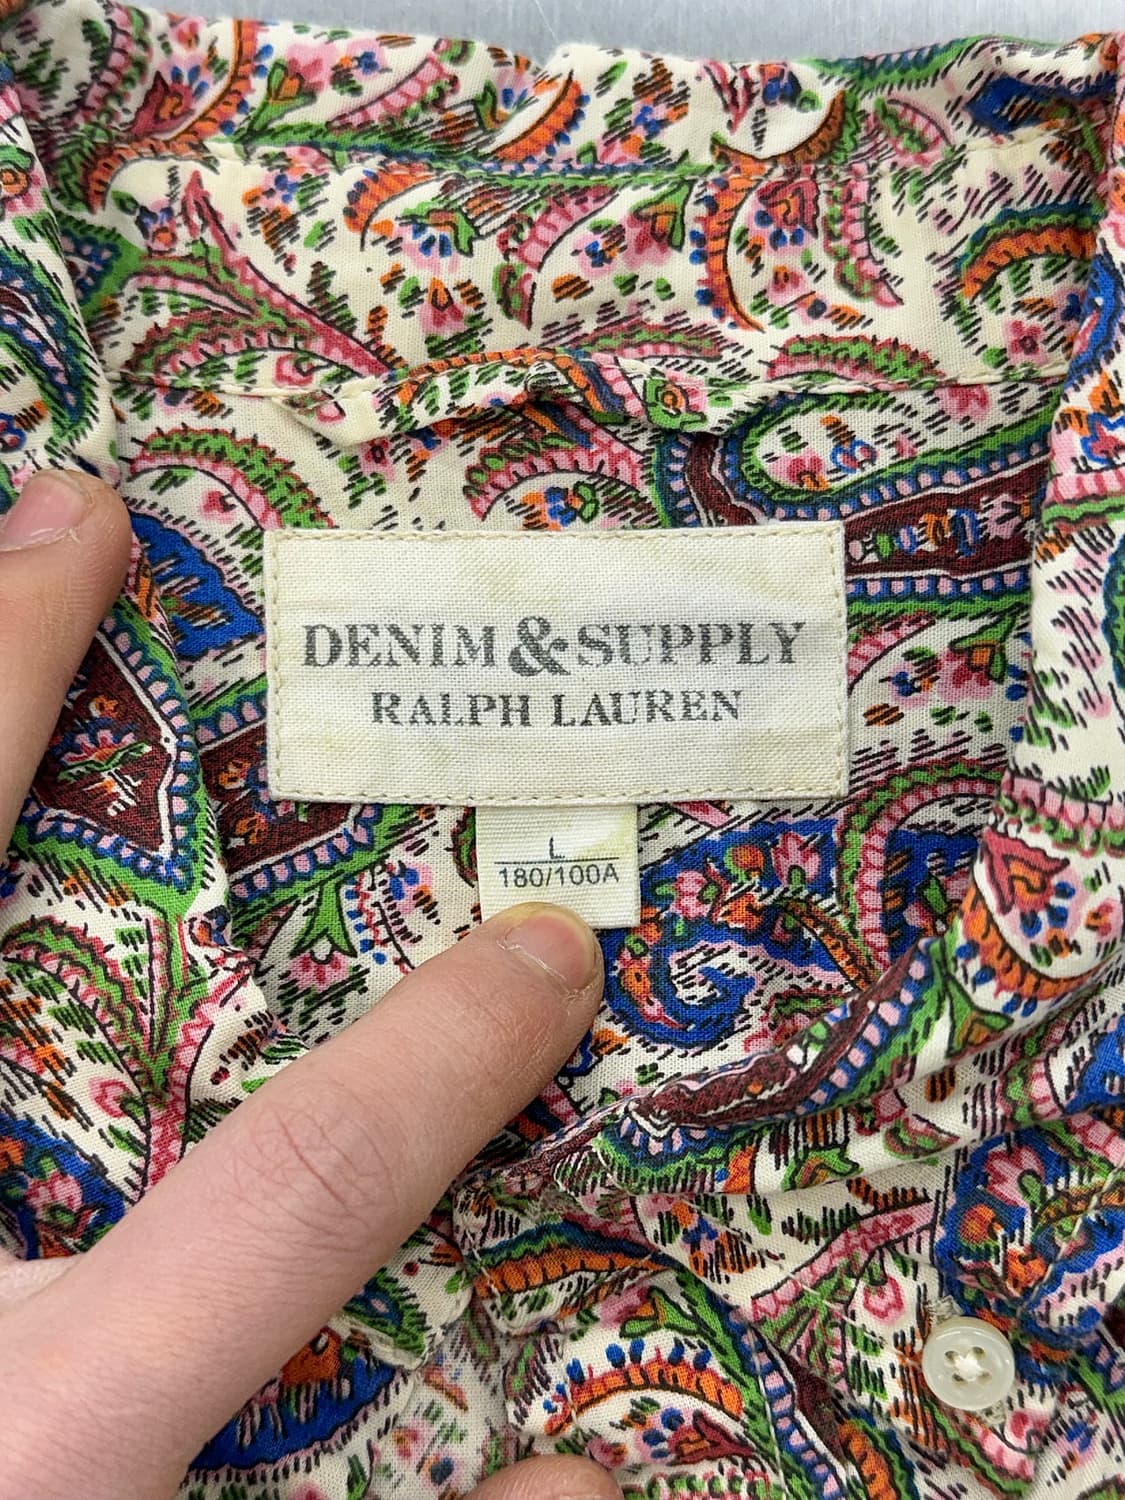 DENIM & SUPPLY
RALPH LAUREN
L
180/100A